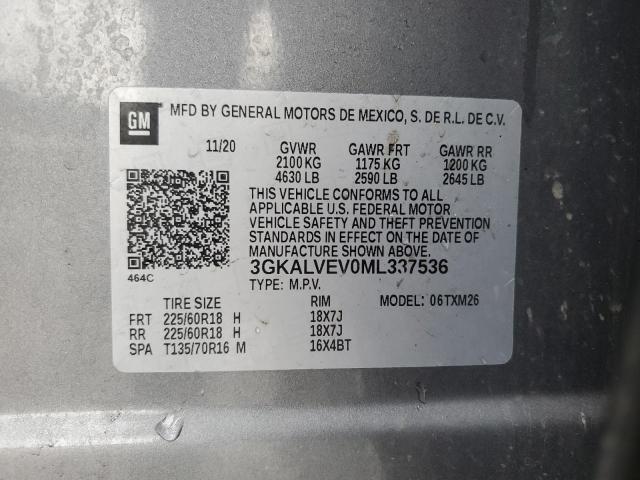 GM
MFD BY GENERAL MOTORS DE MEXICO, S. DE R.L. DE C.V.
11/20 GVWR GAWR FRT GAWR RR
2100 KG 1175 KG 1200 KG
4630 LB 2590 LB 2645 LB
THIS VEHICLE CONFORMS TO ALL
APPLICABLE U.S. FEDERAL MOTOR
VEHICLE SAFETY AND THEFT PREVENTION
STANDARDS IN EFFECT ON THE DATE OF
MANUFACTURE SHOWN ABOVE.
3GKALVEV0ML337536
464C
TYPE: M.P.V.
TIRE SIZE RIM MODEL: 06TXM26
FRT 225/60R18 H 18X7J
RR 225/60R18 H 18X7J
SPA T135/70R16 M 16X4BT